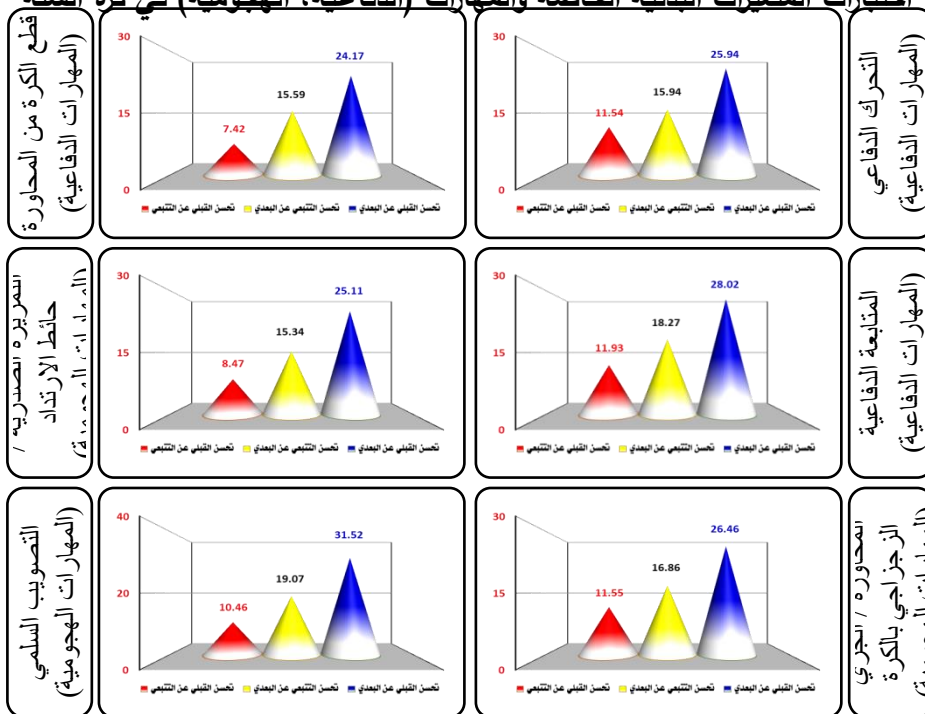 (الدفاعية، الهجومية) في كرة السلة
التحرك الدفاعي
(المهارات الدفاعية)
30
15
0
11.54
15.94
25.94
تحسن القبلي عن التتبعي
تحسن التتبعي عن البعدي
تحسن القبلي عن البعدي
قطع الكرة من المحاورة
(المهارات الدفاعية)
30
15
0
7.42
15.59
24.17
تحسن القبلي عن التتبعي
تحسن التتبعي عن البعدي
تحسن القبلي عن البعدي
المتابعة الدفاعية
(المهارات الدفاعية)
30
15
0
11.93
18.27
28.02
تحسن القبلي عن التتبعي
تحسن التتبعي عن البعدي
تحسن القبلي عن البعدي
حائط الارتداد
30
15
0
8.47
15.34
25.11
تحسن القبلي عن التتبعي
تحسن التتبعي عن البعدي
تحسن القبلي عن البعدي
المحاورة / الجري
الزجزاجي بالكرة
30
15
0
11.55
16.86
26.46
تحسن القبلي عن التتبعي
تحسن التتبعي عن البعدي
تحسن القبلي عن البعدي
التصويب السلمي
(المهارات الهجومية)
40
20
0
10.46
19.07
31.52
تحسن القبلي عن التتبعي
تحسن التتبعي عن البعدي
تحسن القبلي عن البعدي